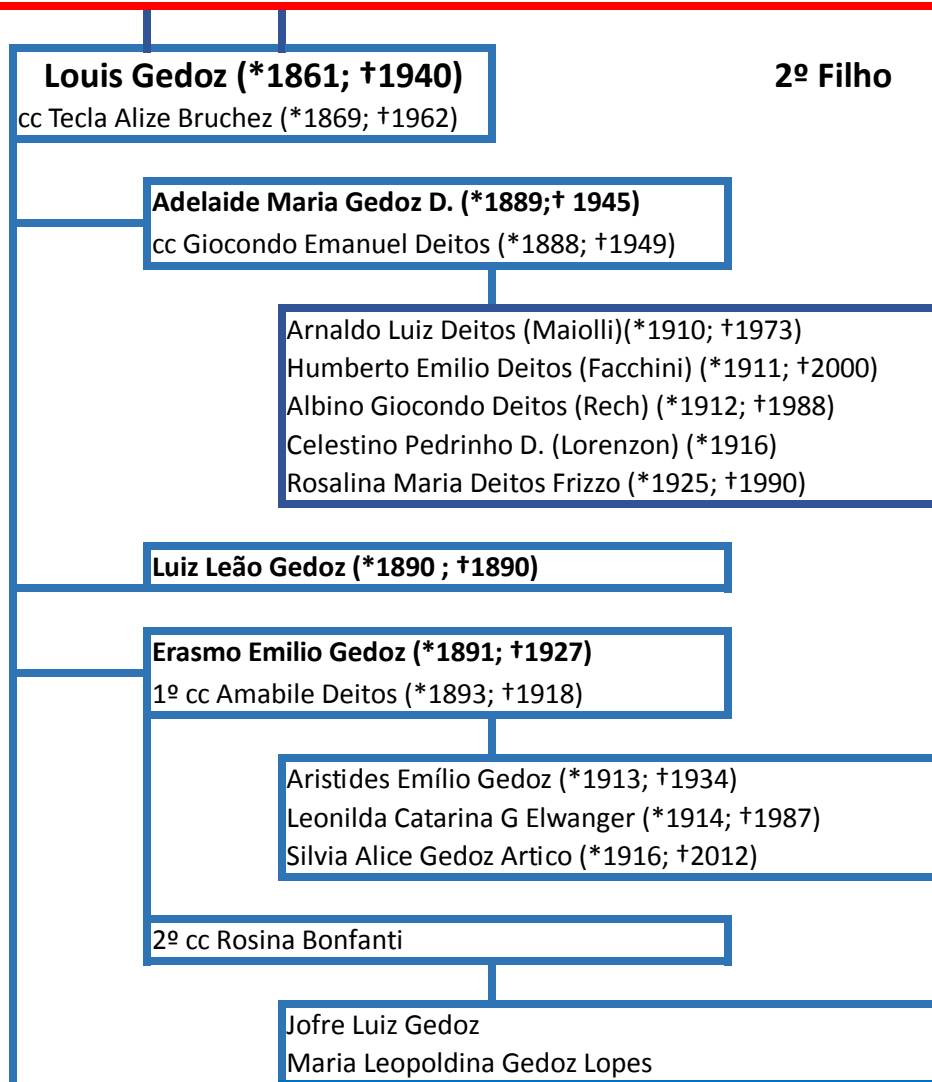 Louis Gedoz (*1861; †1940)
2º Filho
cc Tecla Alize Bruchez (*1869; †1962)
Adelaide Maria Gedoz D. (*1889;† 1945)
cc Giocondo Emanuel Deitos (*1888; †1949)
Arnaldo Luiz Deitos (Maiolli)(*1910; †1973)
Humberto Emilio Deitos (Facchini) (*1911; †2000)
Albino Giocondo Deitos (Rech) (*1912; †1988)
Celestino Pedrinho D. (Lorenzon) (*1916)
Rosalina Maria Deitos Frizzo (*1925; †1990)
Luiz Leão Gedoz (*1890 ; †1890)
Erasmo Emilio Gedoz (*1891; †1927)
1º cc Amabile Deitos (*1893; †1918)
Aristides Emílio Gedoz (*1913; †1934)
Leonilda Catarina G Elwanger (*1914; †1987)
Silvia Alice Gedoz Artico (*1916; †2012)
2º cc Rosina Bonfanti
Jofre Luiz Gedoz
Maria Leopoldina Gedoz Lopes